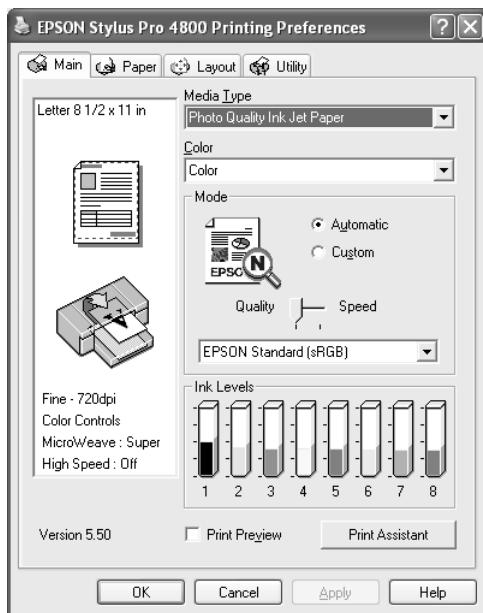 EPSON Stylus Pro 4800 Printing Preferences
Main Paper Layout Utility
Letter 8 1/2 x 11 in
Media Type
Photo Quality Ink Jet Paper
Color
Color
Mode
EPSC
N
Automatic
Custom
Quality Speed
EPSON Standard (sRGB)
Fine - 720dpi
Color Controls
MicroWeave : Super
High Speed : Off
Ink Levels
1 2 3 4 5 6 7 8
Version 5.50
Print Preview
Print Assistant
OK Cancel Apply Help